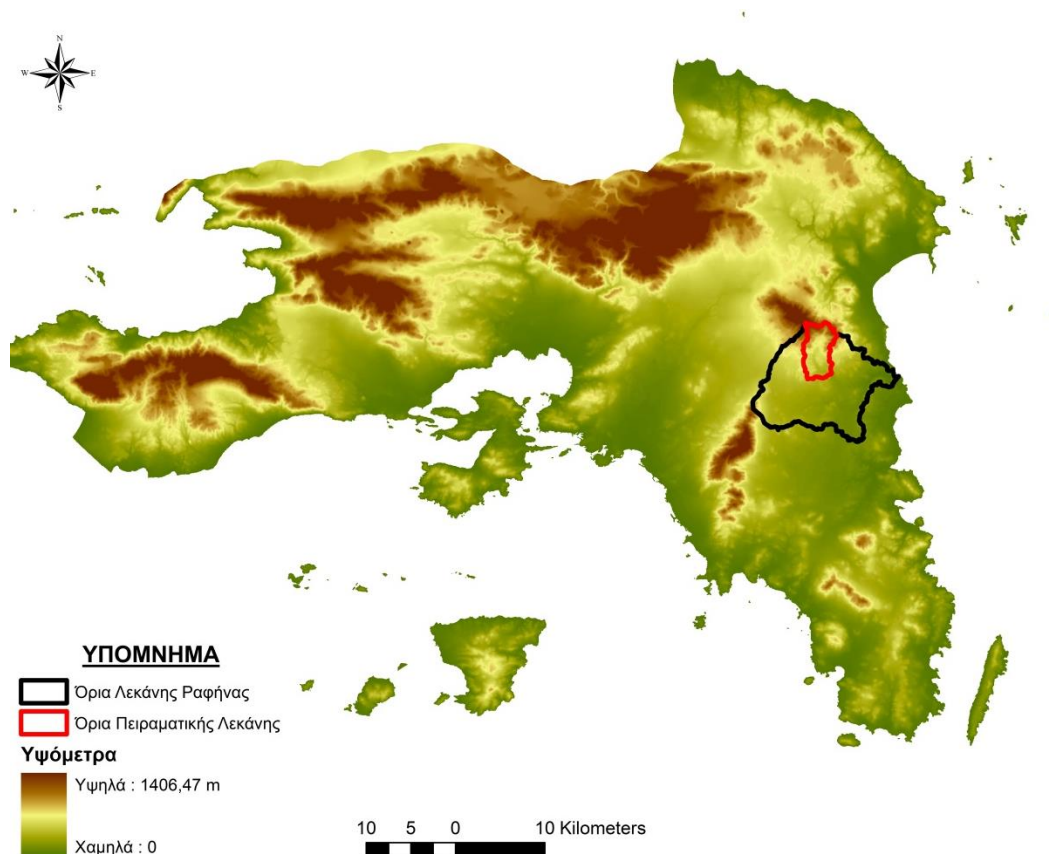 N
W E
S
ΥΠΟΜΝΗΜΑ
Όρια Λεκάνης Ραφήνας
Όρια Πειραματικής Λεκάνης
Υψόμετρα
Υψηλά : 1406,47 m
Χαμηλά : 0
10 5 0 10 Kilometers